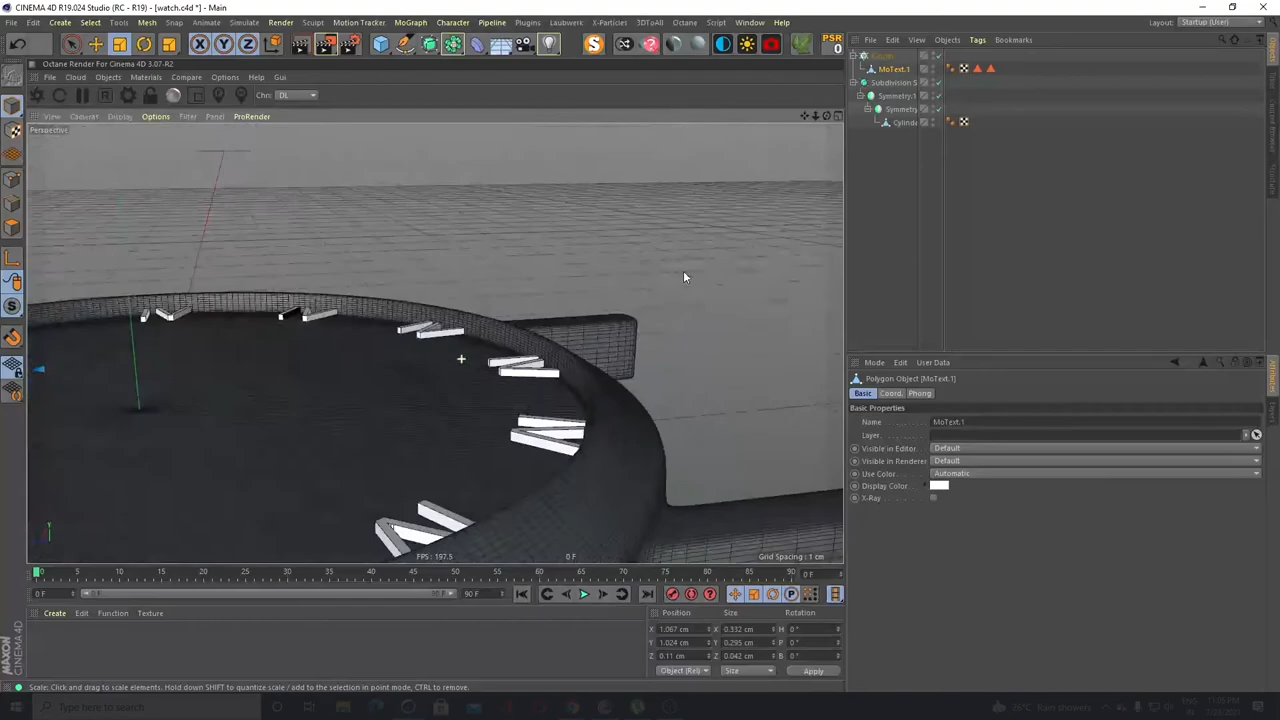 CINEMA 4D R19.024 Studio (RC - R19) - [watch.c4d *] - Main
File Edit Create Select Tools Mesh Snap Animate Simulate Render Sculpt Motion Tracker MoGraph Character Pipeline Plugins Laubwerk X-Particles 3DToAll Octane Script Window Help
Layout: Startup (User)
File Edit View Objects Tags Bookmarks
X Y Z S PSR 0
MoText.1
Subdivision S
Symmetry.1
Symmetry
Cylinde
Octane Render For Cinema 4D 3.07-R2
File Cloud Objects Materials Compare Options Help Gui
Chn: DL
View Cameras Display Options Filter Panel ProRender
Perspective
FPS : 197.5 0 F Grid Spacing : 1 cm
Mode Edit User Data
Polygon Object [MoText.1]
Basic Coord. Phong
Basic Properties
Name MoText.1
Layer
Visible in Editor Default
Visible in Renderer Default
Use Color Automatic
Display Color
X-Ray
0 5 10 15 20 25 30 35 40 45 50 55 60 65 70 75 80 85 90 0 F
0 F 90 F 90 F
Create Edit Function Texture
Position Size Rotation
X 1.067 cm X 0.332 cm H 0 °
Y 1.024 cm Y 0.295 cm P 0 °
Z 0.11 cm Z 0.042 cm B 0 °
Object (Rel) Size Apply
MAXON CINEMA 4D
Scale: Click and drag to scale elements. Hold down SHIFT to quantize scale / add to the selection in point mode, CTRL to remove.
Type here to search
26°C Rain showers
ENG
IN